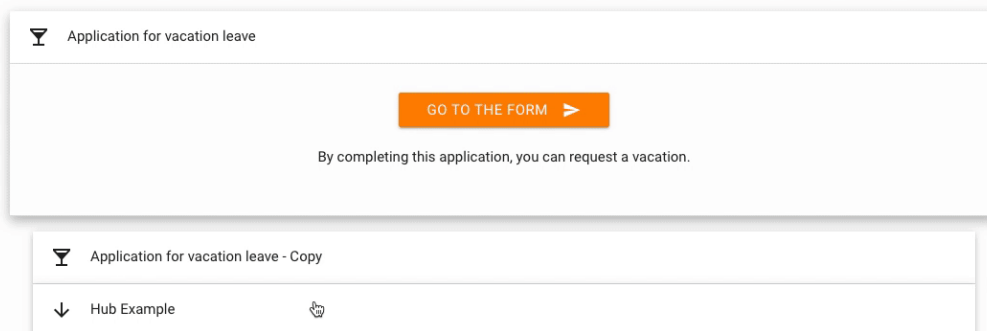 Application for vacation leave
GO TO THE FORM
By completing this application, you can request a vacation.
Application for vacation leave - Copy
Hub Example